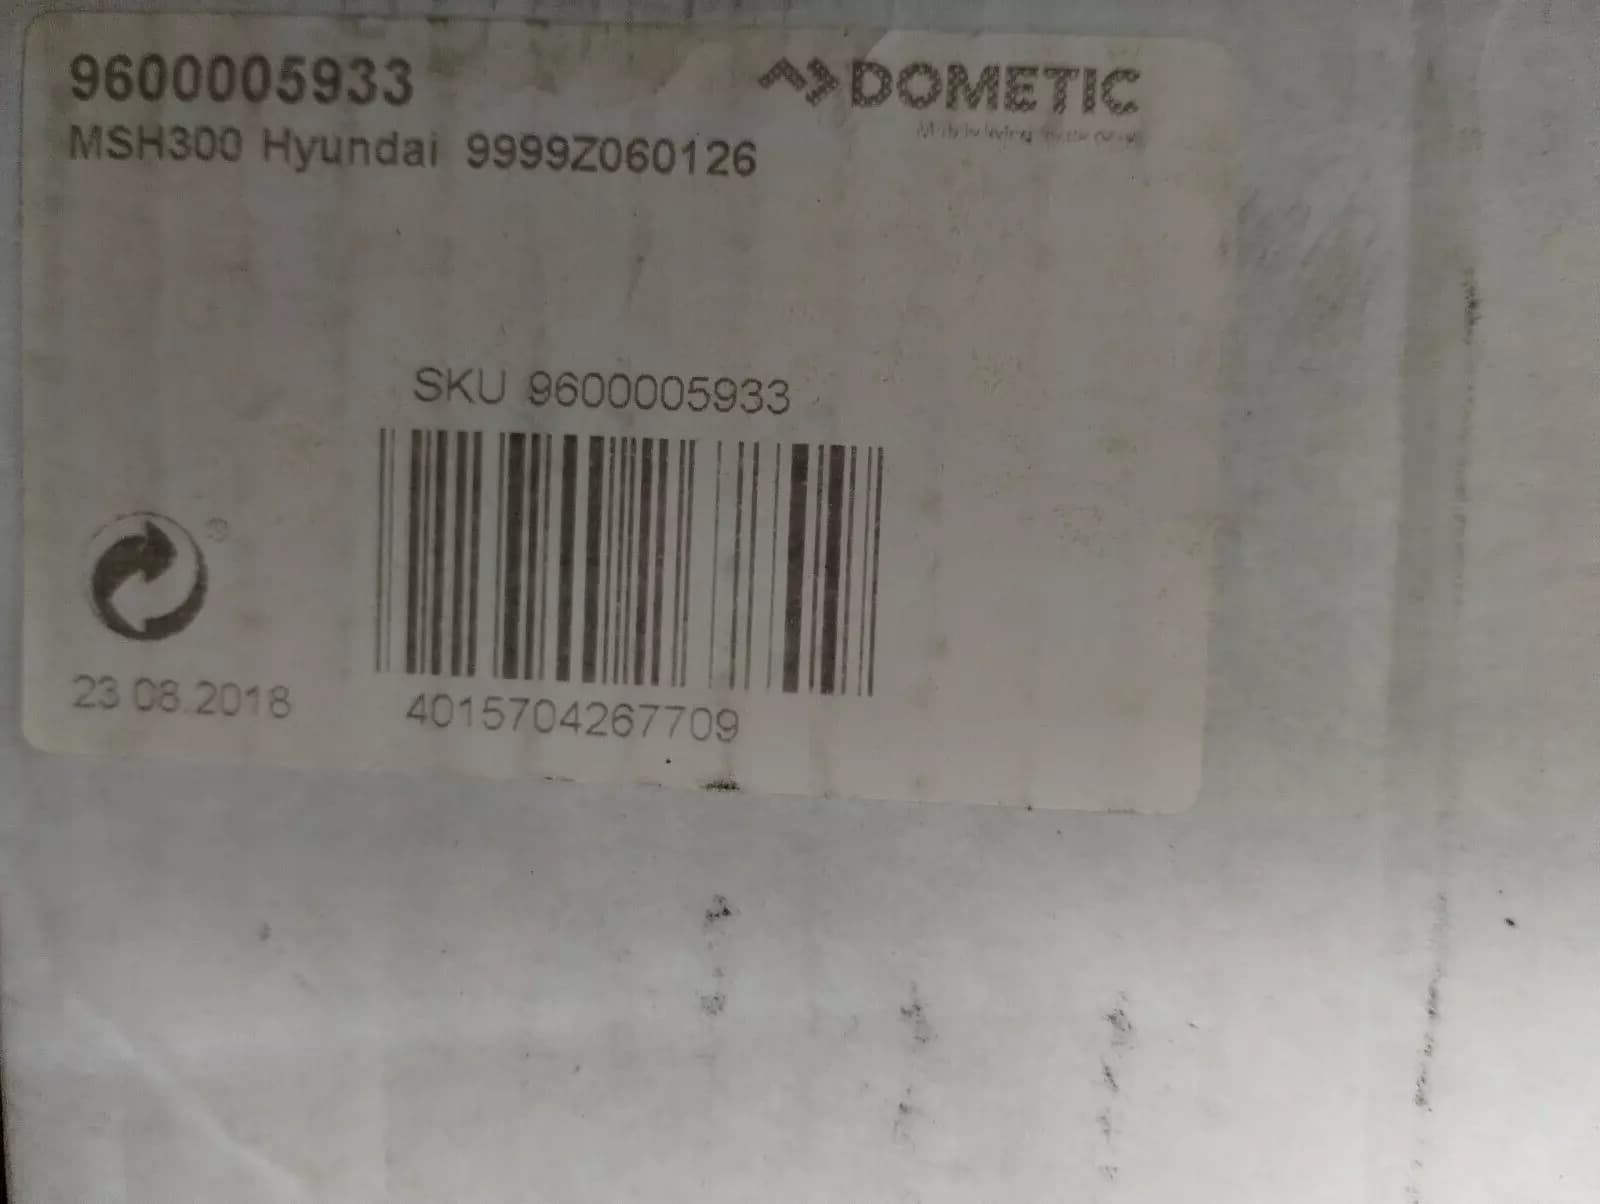 9600005933
DOMETIC
MSH300 Hyundai 9999Z060126
SKU 9600005933
®
23.08.2018
4015704267709